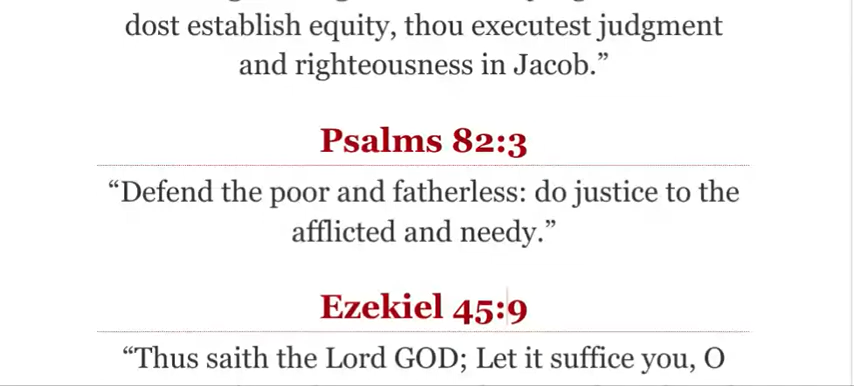 dost establish equity, thou executest judgment
and righteousness in Jacob.”
Psalms 82:3
“Defend the poor and fatherless: do justice to the
afflicted and needy.”
Ezekiel 45:9
“Thus saith the Lord GOD; Let it suffice you, O